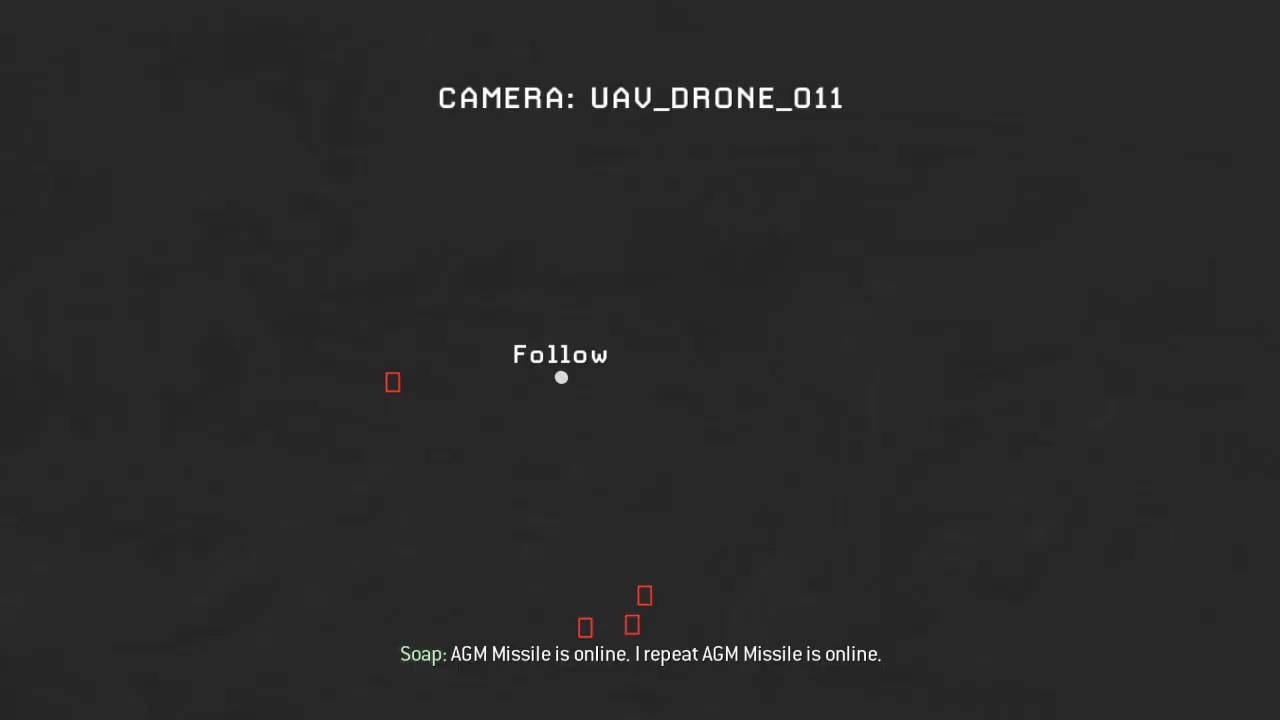 CAMERA: UAV_DRONE_011
Follow
Soap: AGM Missile is online. I repeat AGM Missile is online.